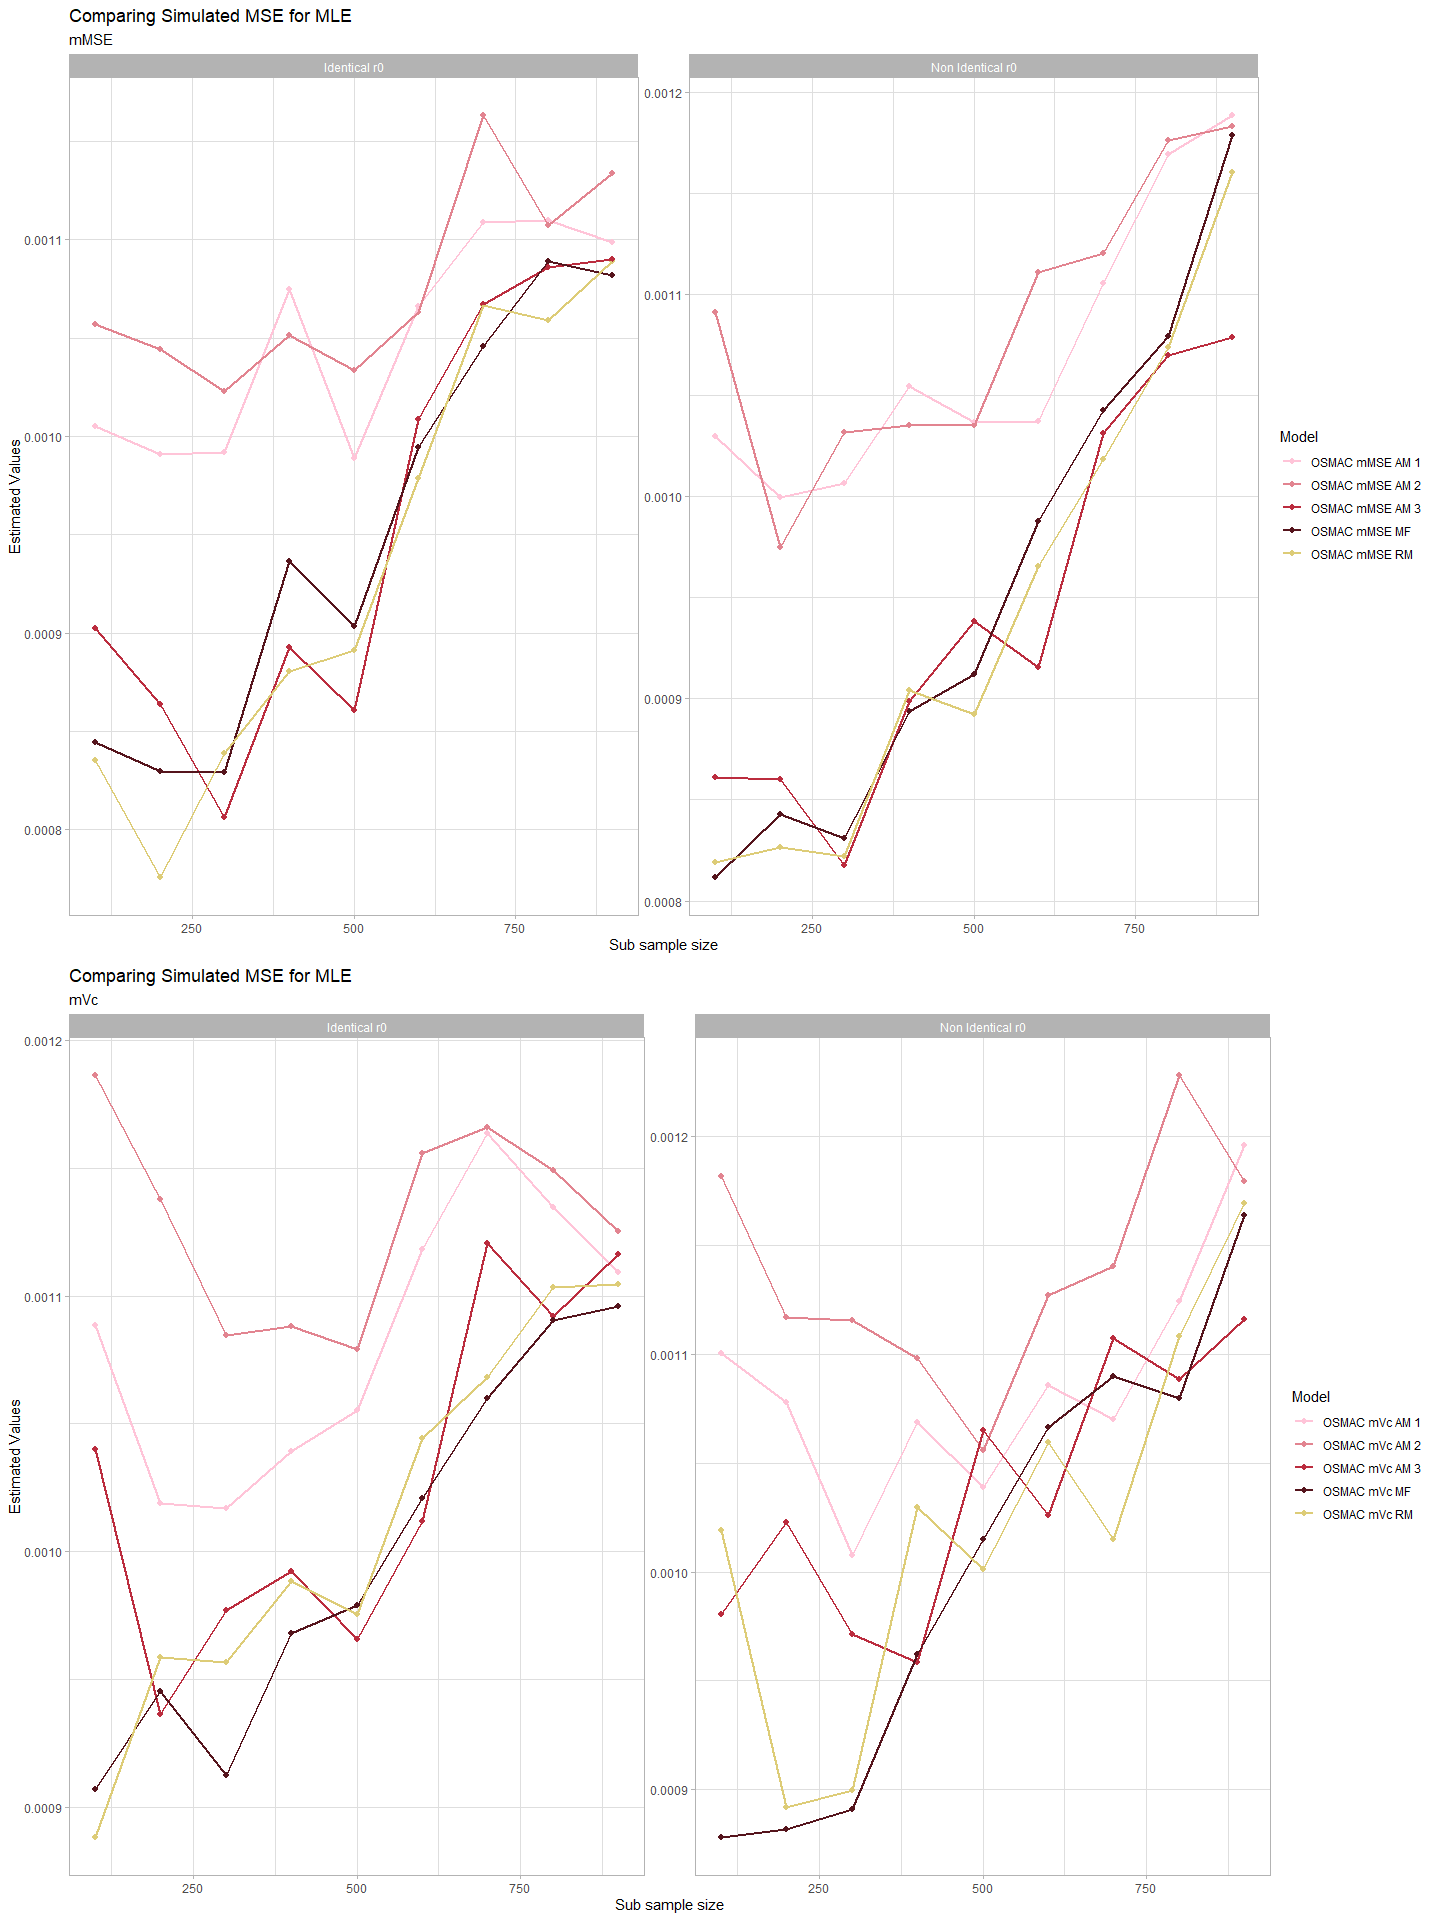 Comparing Simulated MSE for MLE
mMSE
Identical r0
Non Identical r0
Estimated Values
0.0011
0.0010
0.0009
0.0008
250
500
750
0.0012
0.0011
0.0010
0.0009
0.0008
250
500
750
Sub sample size
Model
OSMAC mMSE AM 1
OSMAC mMSE AM 2
OSMAC mMSE AM 3
OSMAC mMSE MF
OSMAC mMSE RM
Comparing Simulated MSE for MLE
mVc
Identical r0
Non Identical r0
Estimated Values
0.0012
0.0011
0.0010
0.0009
250
500
750
0.0012
0.0011
0.0010
0.0009
250
500
750
Sub sample size
Model
OSMAC mVc AM 1
OSMAC mVc AM 2
OSMAC mVc AM 3
OSMAC mVc MF
OSMAC mVc RM